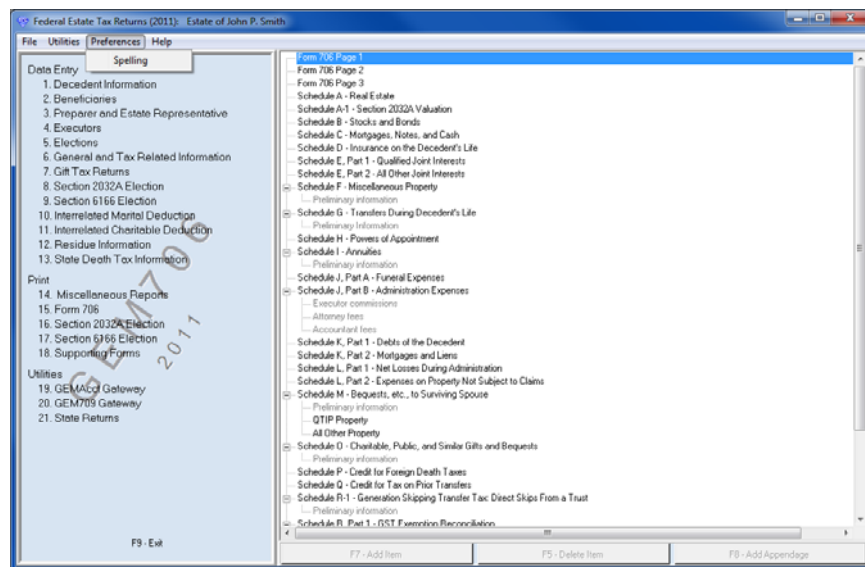 Federal Estate Tax Returns (2011): Estate of John P. Smith
File Utilities Preferences Help
Spelling
Data Entry
1. Decedent Information
2. Beneficiaries
3. Preparer and Estate Representative
4. Executors
5. Elections
6. General and Tax Related Information
7. Gift Tax Returns
8. Section 2032A Election
9. Section 6166 Election
10. Interrelated Marital Deduction
11. Interrelated Charitable Deduction
12. Residue Information
13. State Death Tax Information
Print
14. Miscellaneous Reports
15. Form 706
16. Section 2032A Election
17. Section 6166 Election
18. Supporting Forms
Utilities
19. GEMAcct Gateway
20. GEM709 Gateway
21. State Returns
GEM706
2011
F9 - Exit
Form 706 Page 1
Form 706 Page 2
Form 706 Page 3
Schedule A - Real Estate
Schedule A-1 - Section 2032A Valuation
Schedule B - Stocks and Bonds
Schedule C - Mortgages, Notes, and Cash
Schedule D - Insurance on the Decedent's Life
Schedule E, Part 1 - Qualified Joint Interests
Schedule E, Part 2 - All Other Joint Interests
Schedule F - Miscellaneous Property
Preliminary information
Schedule G - Transfers During Decedent's Life
Preliminary Information
Schedule H - Powers of Appointment
Schedule I - Annuities
Preliminary information
Schedule J, Part A - Funeral Expenses
Schedule J, Part B - Administration Expenses
Executor commissions
Attorney fees
Accountant fees
Schedule K, Part 1 - Debts of the Decedent
Schedule K, Part 2 - Mortgages and Liens
Schedule L, Part 1 - Net Losses During Administration
Schedule L, Part 2 - Expenses on Property Not Subject to Claims
Schedule M - Bequests, etc., to Surviving Spouse
Preliminary information
QTIP Property
All Other Property
Schedule O - Charitable, Public, and Similar Gifts and Bequests
Preliminary information
Schedule P - Credit for Foreign Death Taxes
Schedule Q - Credit for Tax on Prior Transfers
Schedule R-1 - Generation Skipping Transfer Tax: Direct Skips From a Trust
Preliminary information
Schedule R, Part 1 - GST Exemption Reconciliation
F7 - Add Item F5 - Delete Item F8 - Add Appendage